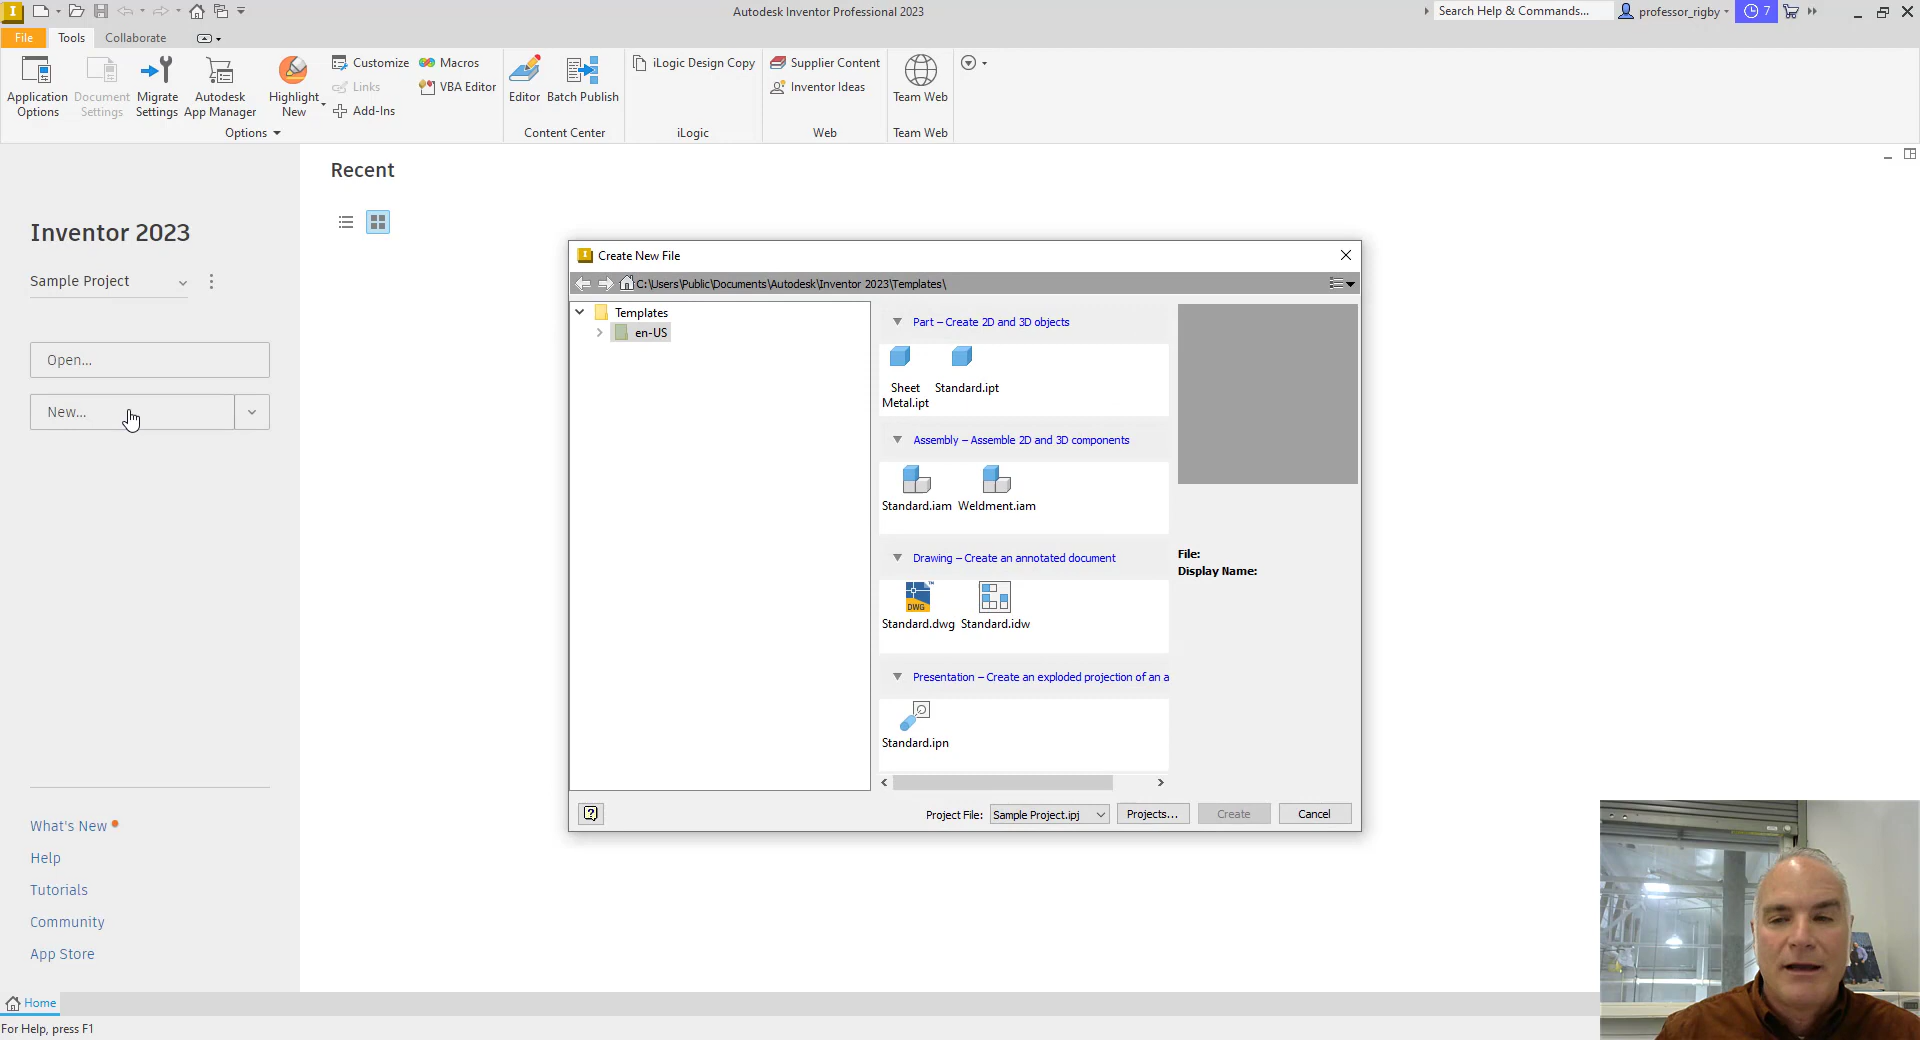 Autodesk Inventor Professional 2023
Search Help & Commands...
professor_rigby
7
File
Tools
Collaborate
Application Options
Document Settings
Migrate Settings
Autodesk App Manager
Highlight New
Customize
Links
Add-Ins
Macros
VBA Editor
Options
Editor
Batch Publish
Content Center
iLogic Design Copy
iLogic
Supplier Content
Inventor Ideas
Web
Team Web
Team Web
Inventor 2023
Sample Project
Open...
New...
What's New
Help
Tutorials
Community
App Store
Recent
Create New File
C:\Users\Public\Documents\Autodesk\Inventor 2023\Templates\
Templates
en-US
Part – Create 2D and 3D objects
Sheet Metal.ipt
Standard.ipt
Assembly – Assemble 2D and 3D components
Standard.iam
Weldment.iam
Drawing – Create an annotated document
DWG
Standard.dwg
Standard.idw
Presentation – Create an exploded projection of an a
Standard.ipn
File:
Display Name:
Project File:
Sample Project.ipj
Projects...
Create
Cancel
Home
For Help, press F1